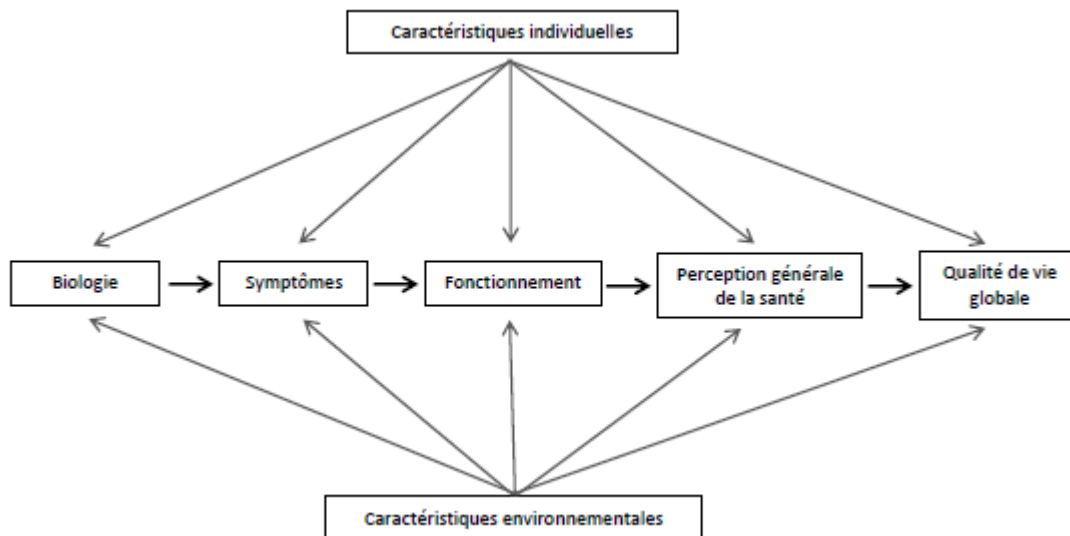 Caractéristiques individuelles
Biologie
Symptômes
Fonctionnement
Perception générale
de la santé
Qualité de vie
globale
Caractéristiques environnementales